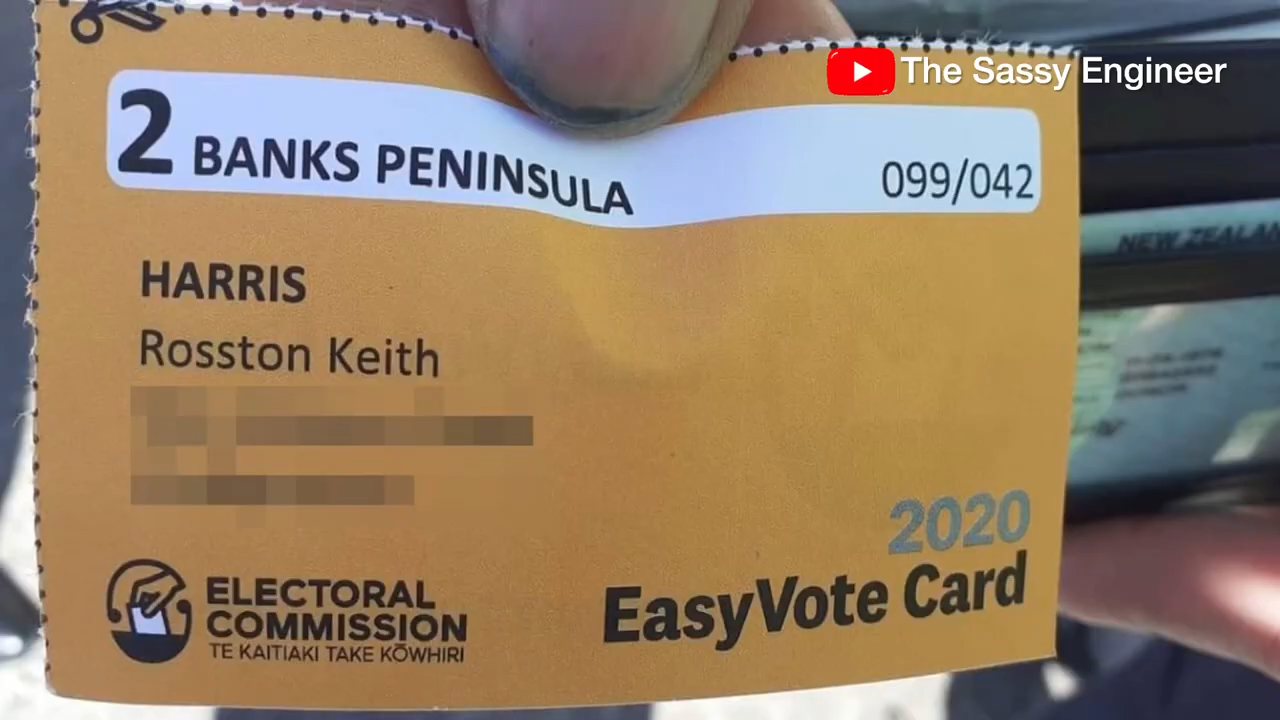 The Sassy Engineer
2 BANKS PENINSULA
099/042
HARRIS
Rosston Keith
2020
EasyVote Card
ELECTORAL
COMMISSION
TE KAITIAKI TAKE KŌWHIRI
NEW ZEALAN